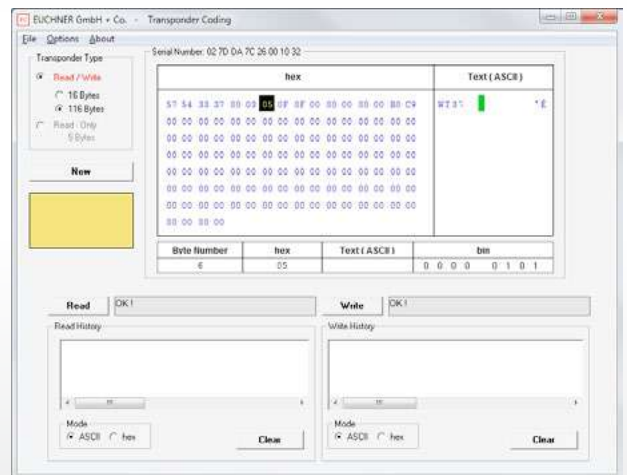 EUCHNER GmbH + Co. - Transponder Coding
File Options About
Transponder Type
Read / Write
16 Bytes
116 Bytes
Read - Only
5 Bytes
New
Serial Number: 02 7D DA 7C 26 00 10 32
hex Text ( ASCII )
57 54 33 37 00 00 05 0F 0F 00 00 00 00 00 B0 C9 WT37 °É
00 00 00 00 00 00 00 00 00 00 00 00 00 00 00 00
00 00 00 00 00 00 00 00 00 00 00 00 00 00 00 00
00 00 00 00 00 00 00 00 00 00 00 00 00 00 00 00
00 00 00 00 00 00 00 00 00 00 00 00 00 00 00 00
00 00 00 00 00 00 00 00 00 00 00 00 00 00 00 00
00 00 00 00 00 00 00 00 00 00 00 00 00 00 00 00
00 00 00 00
Byte Number hex Text ( ASCII ) bin
6 05 0 0 0 0 0 1 0 1
Read OK !
Write OK !
Read History
Write History
Mode
ASCII hex
Clear
Mode
ASCII hex
Clear